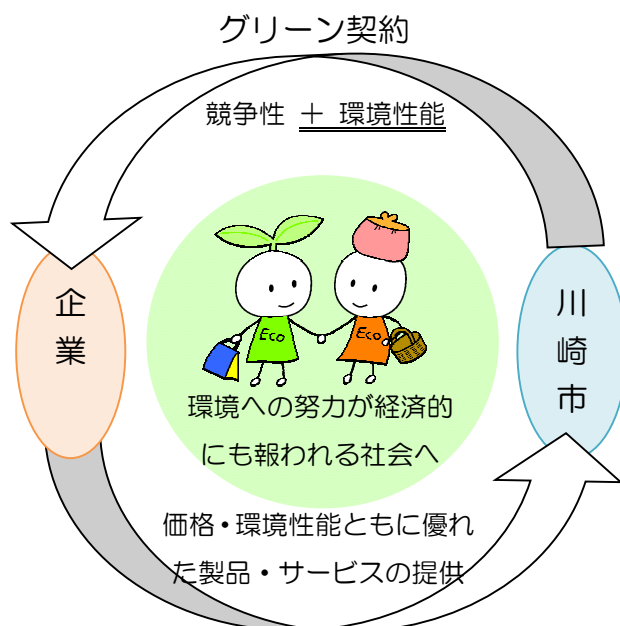 グリーン契約
競争性 ＋ 環境性能
企業
川崎市
Eco
Eco
環境への努力が経済的
にも報われる社会へ
価格・環境性能ともに優れ
た製品・サービスの提供